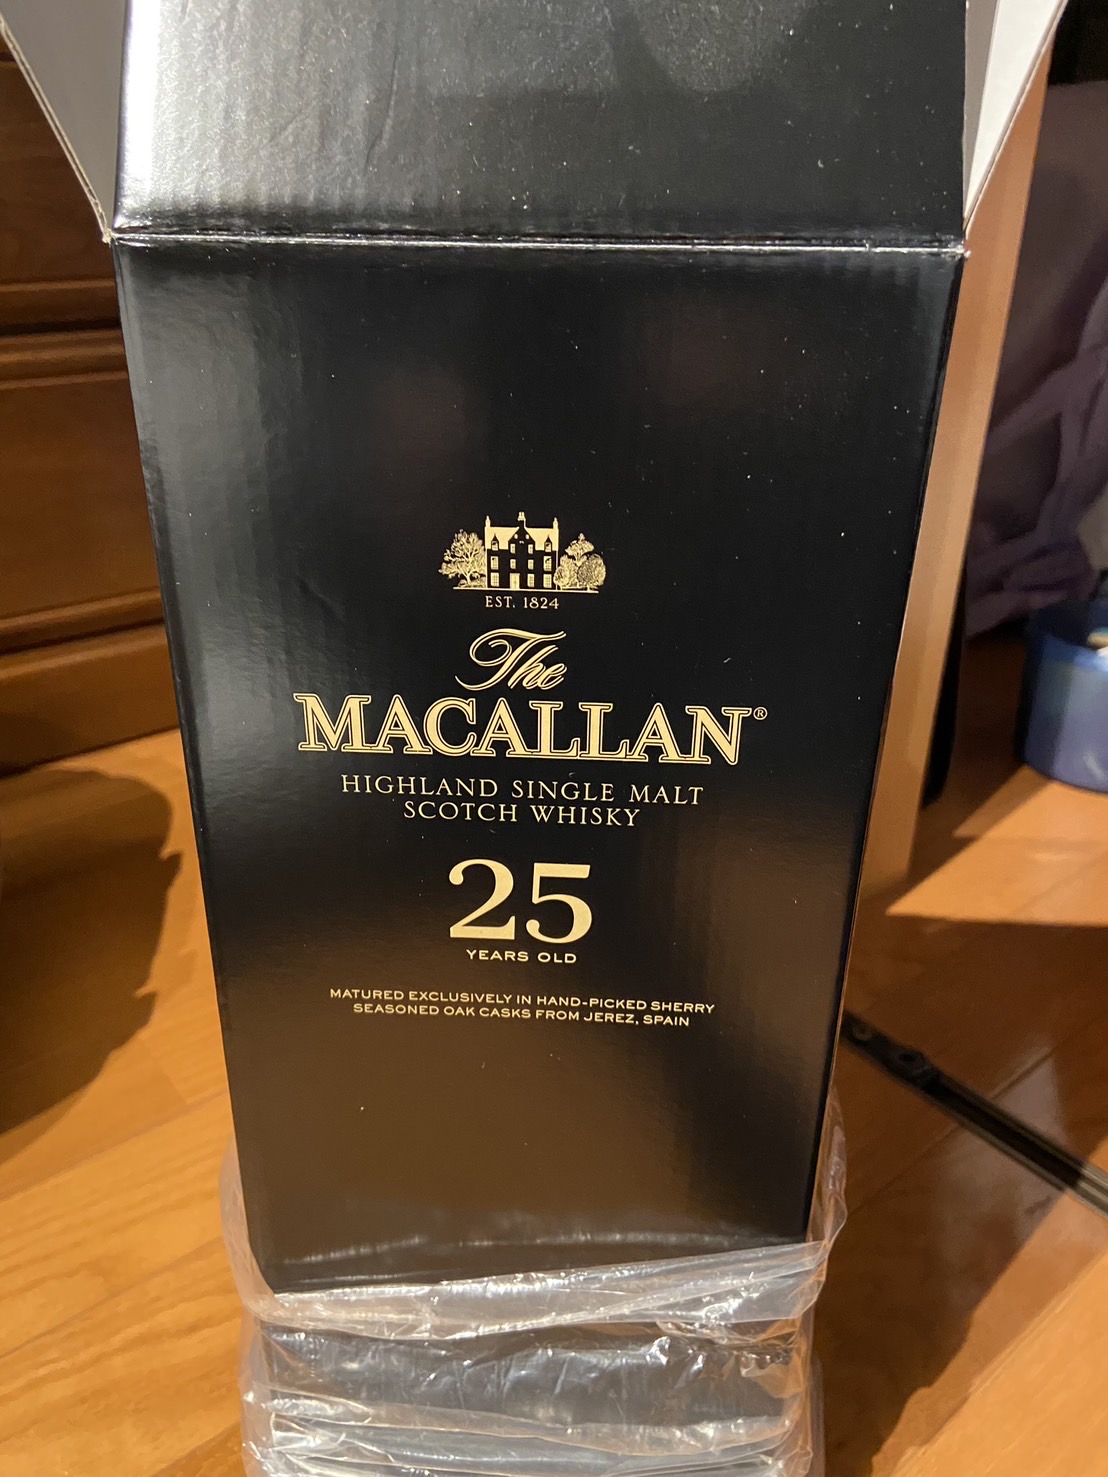 EST. 1824
The
MACALLAN®
HIGHLAND SINGLE MALT
SCOTCH WHISKY
25
YEARS OLD
MATURED EXCLUSIVELY IN HAND-PICKED SHERRY
SEASONED OAK CASKS FROM JEREZ, SPAIN